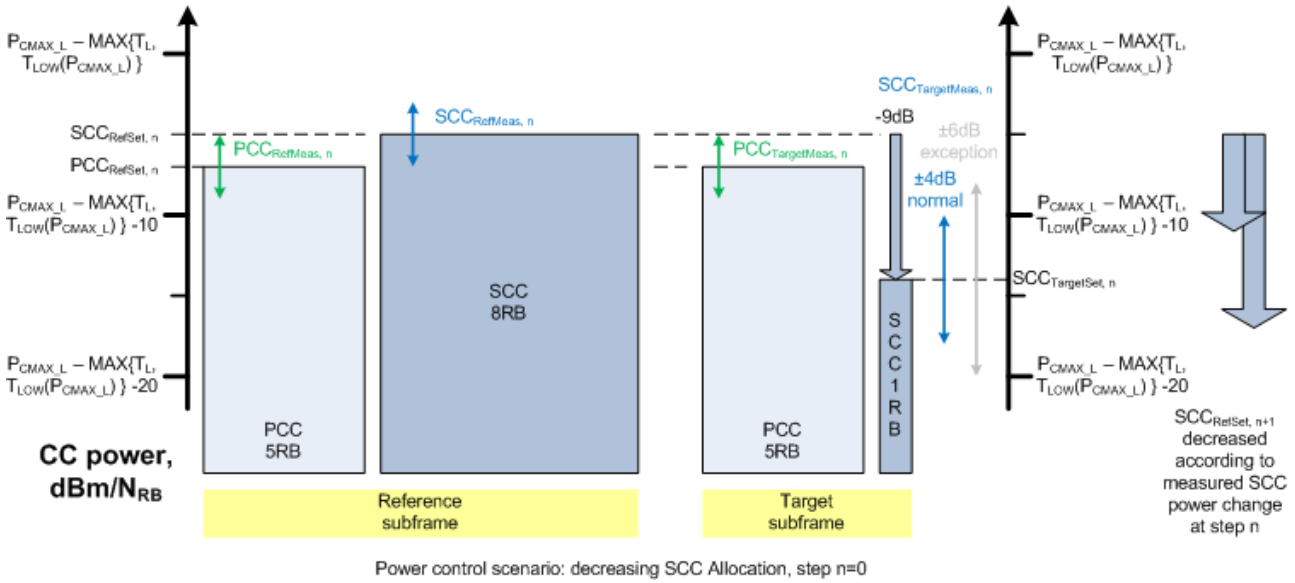 P_CMAX_L – MAX{T_L,
T_LOW(P_CMAX_L) }
SCC_RefSet, n
PCC_RefSet, n
P_CMAX_L – MAX{T_L,
T_LOW(P_CMAX_L) } -10
P_CMAX_L – MAX{T_L,
T_LOW(P_CMAX_L) } -20
CC power,
dBm/N_RB
PCC_RefMeas, n
SCC_RefMeas, n
PCC
5RB
SCC
8RB
Reference
subframe
PCC_TargetMeas, n
PCC
5RB
SCC_TargetMeas, n
-9dB
±6dB
exception
±4dB
normal
S
C
C
1
R
B
Target
subframe
P_CMAX_L – MAX{T_L,
T_LOW(P_CMAX_L) }
P_CMAX_L – MAX{T_L,
T_LOW(P_CMAX_L) } -10
SCC_TargetSet, n
P_CMAX_L – MAX{T_L,
T_LOW(P_CMAX_L) } -20
SCC_RefSet, n+1
decreased
according to
measured SCC
power change
at step n
Power control scenario: decreasing SCC Allocation, step n=0